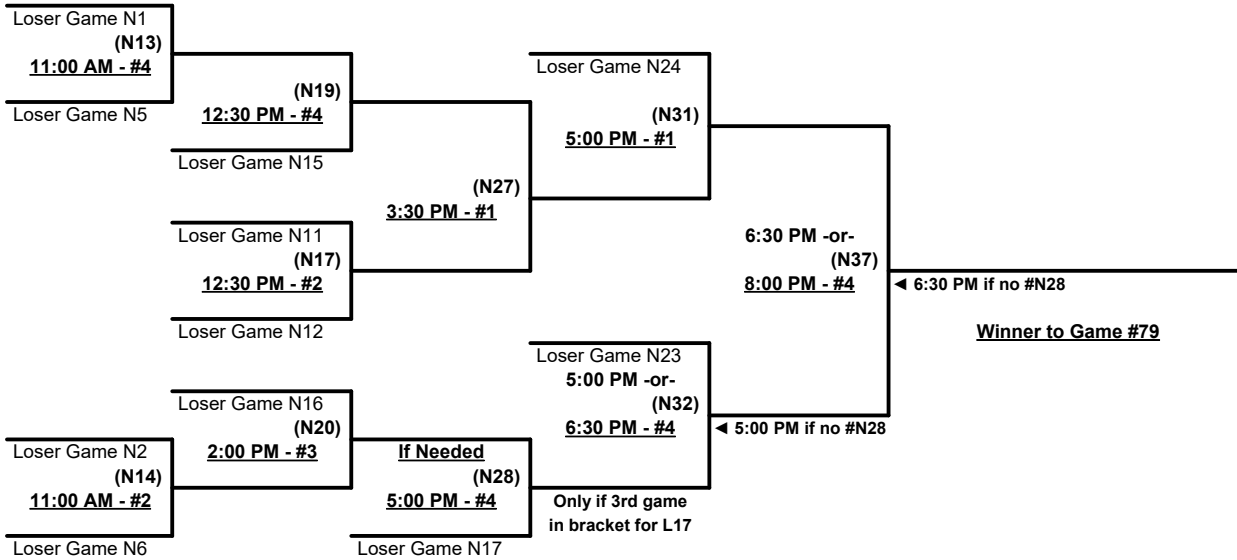 Loser Game N1
(N13)
11:00 AM - #4
Loser Game N5
(N19)
12:30 PM - #4
Loser Game N15
Loser Game N11
(N17)
12:30 PM - #2
Loser Game N12
(N27)
3:30 PM - #1
Loser Game N24
(N31)
5:00 PM - #1
6:30 PM -or-
(N37)
8:00 PM - #4
◄ 6:30 PM if no #N28
Winner to Game #79
Loser Game N23
5:00 PM -or-
(N32)
6:30 PM - #4
◄ 5:00 PM if no #N28
Loser Game N16
(N20)
2:00 PM - #3
Loser Game N2
(N14)
11:00 AM - #2
Loser Game N6
If Needed
(N28)
5:00 PM - #4
Loser Game N17
Only if 3rd game
in bracket for L17